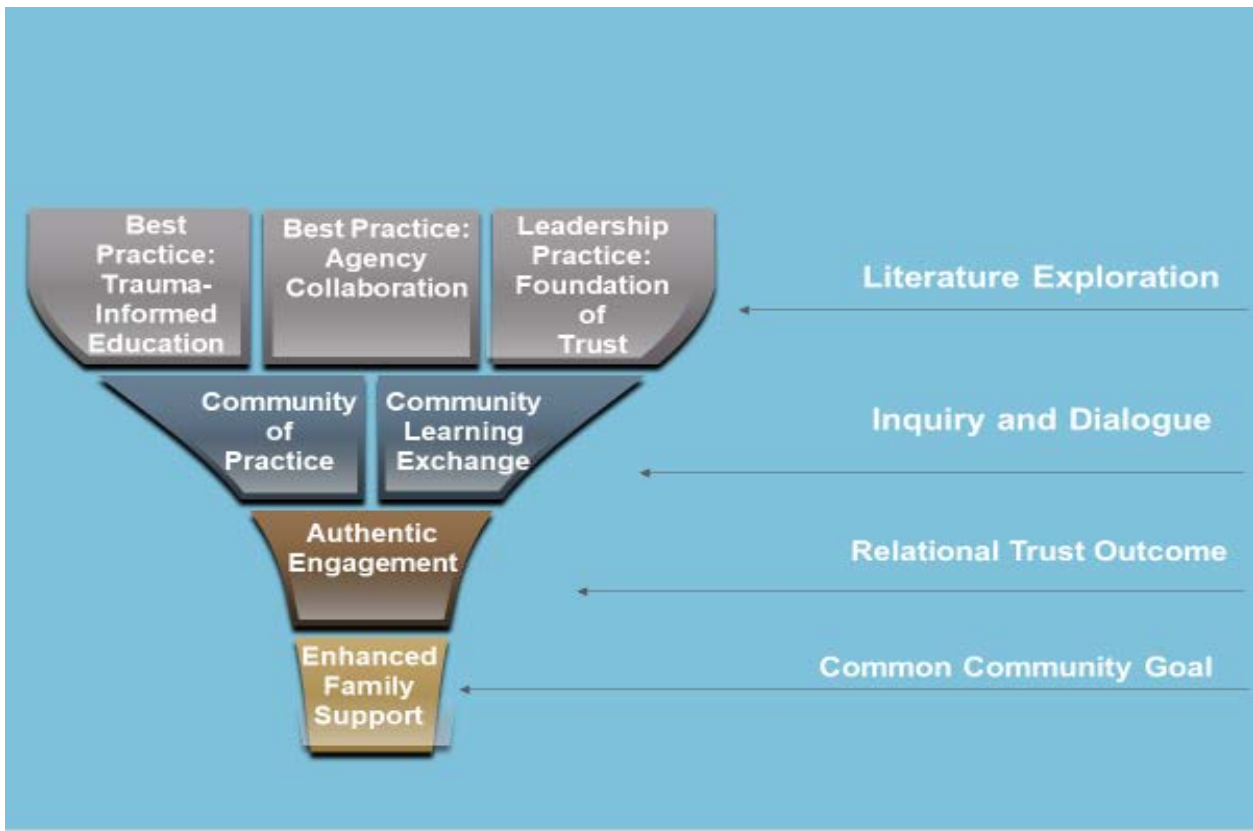 Best
Practice:
Trauma-
Informed
Education
Best Practice:
Agency
Collaboration
Leadership
Practice:
Foundation
of
Trust
Literature Exploration
Community
of
Practice
Community
Learning
Exchange
Inquiry and Dialogue
Authentic
Engagement
Relational Trust Outcome
Enhanced
Family
Support
Common Community Goal